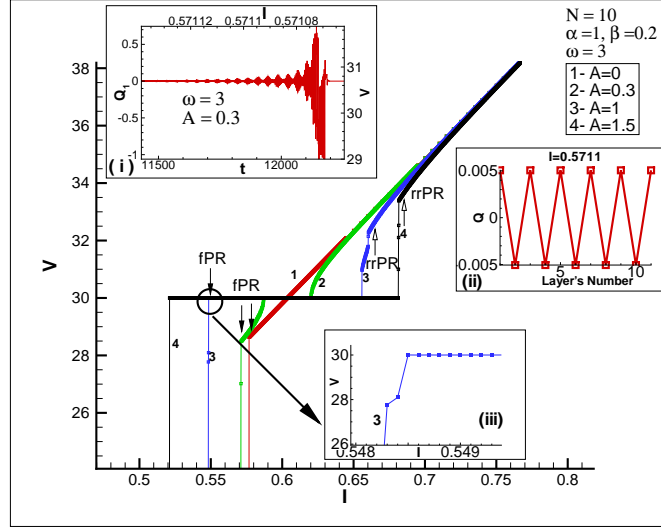 I
0.57112 0.5711 0.57108
0.5
0
-0.5
-1
Q1
31
30
29
V
ω = 3
A = 0.3
( i )
11500 12000
t
N = 10
α =1, β =0.2
ω = 3
1- A=0
2- A=0.3
3- A=1
4- A=1.5
38
36
34
32
30
28
26
V
I=0.5711
0.005
0
0.005
Q
5 10
(ii)
Layer's Number
rrPR
4
rrPR
3
1
2
fPR
fPR
4
3
30
28
26
V
3
(iii)
0.548 I 0.549
0.5 0.55 0.6 0.65 0.7 0.75 0.8
I